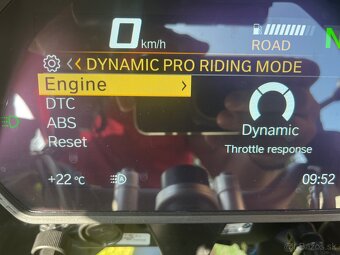 0 km/h
ROAD
N
<< DYNAMIC PRO RIDING MODE
Engine >
DTC
ABS
Reset
Dynamic
Throttle response
+22 °C
09:52